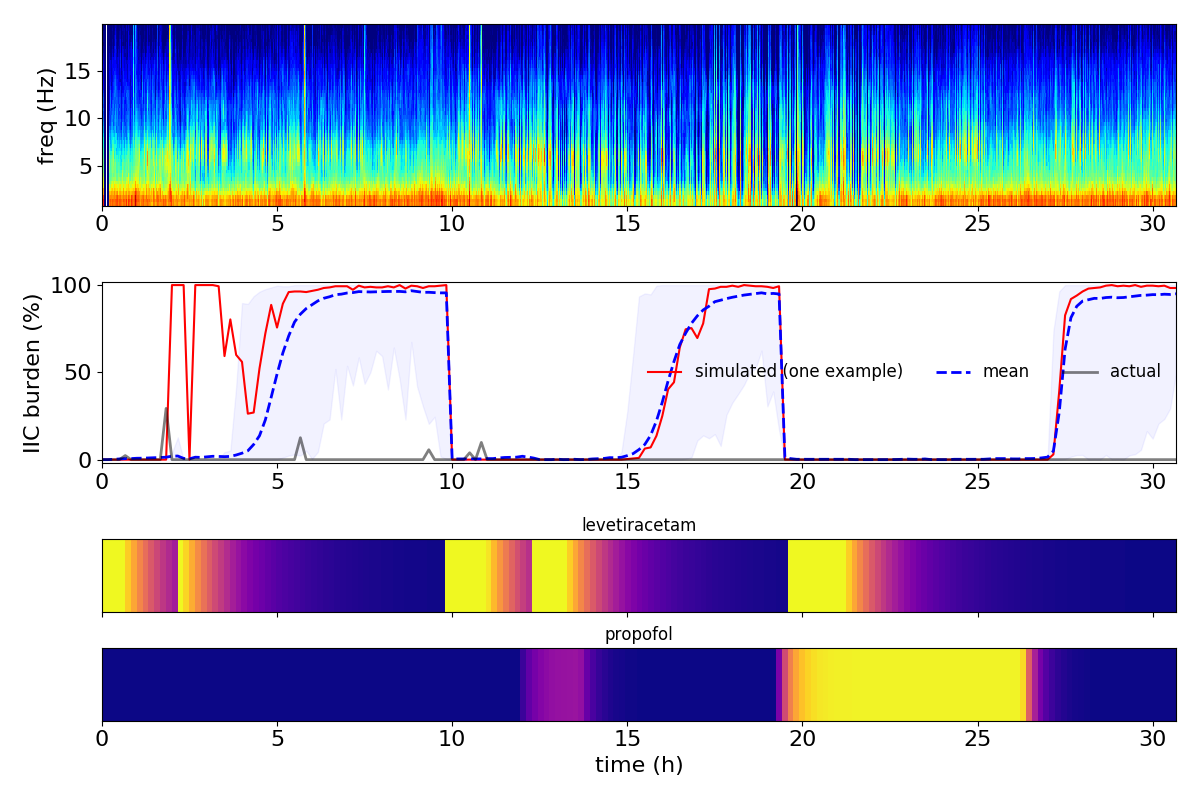 freq (Hz)
15
10
5
0 5 10 15 20 25 30
IIC burden (%)
100
50
0
simulated (one example) mean actual
0 5 10 15 20 25 30
levetiracetam
propofol
0 5 10 15 20 25 30
time (h)